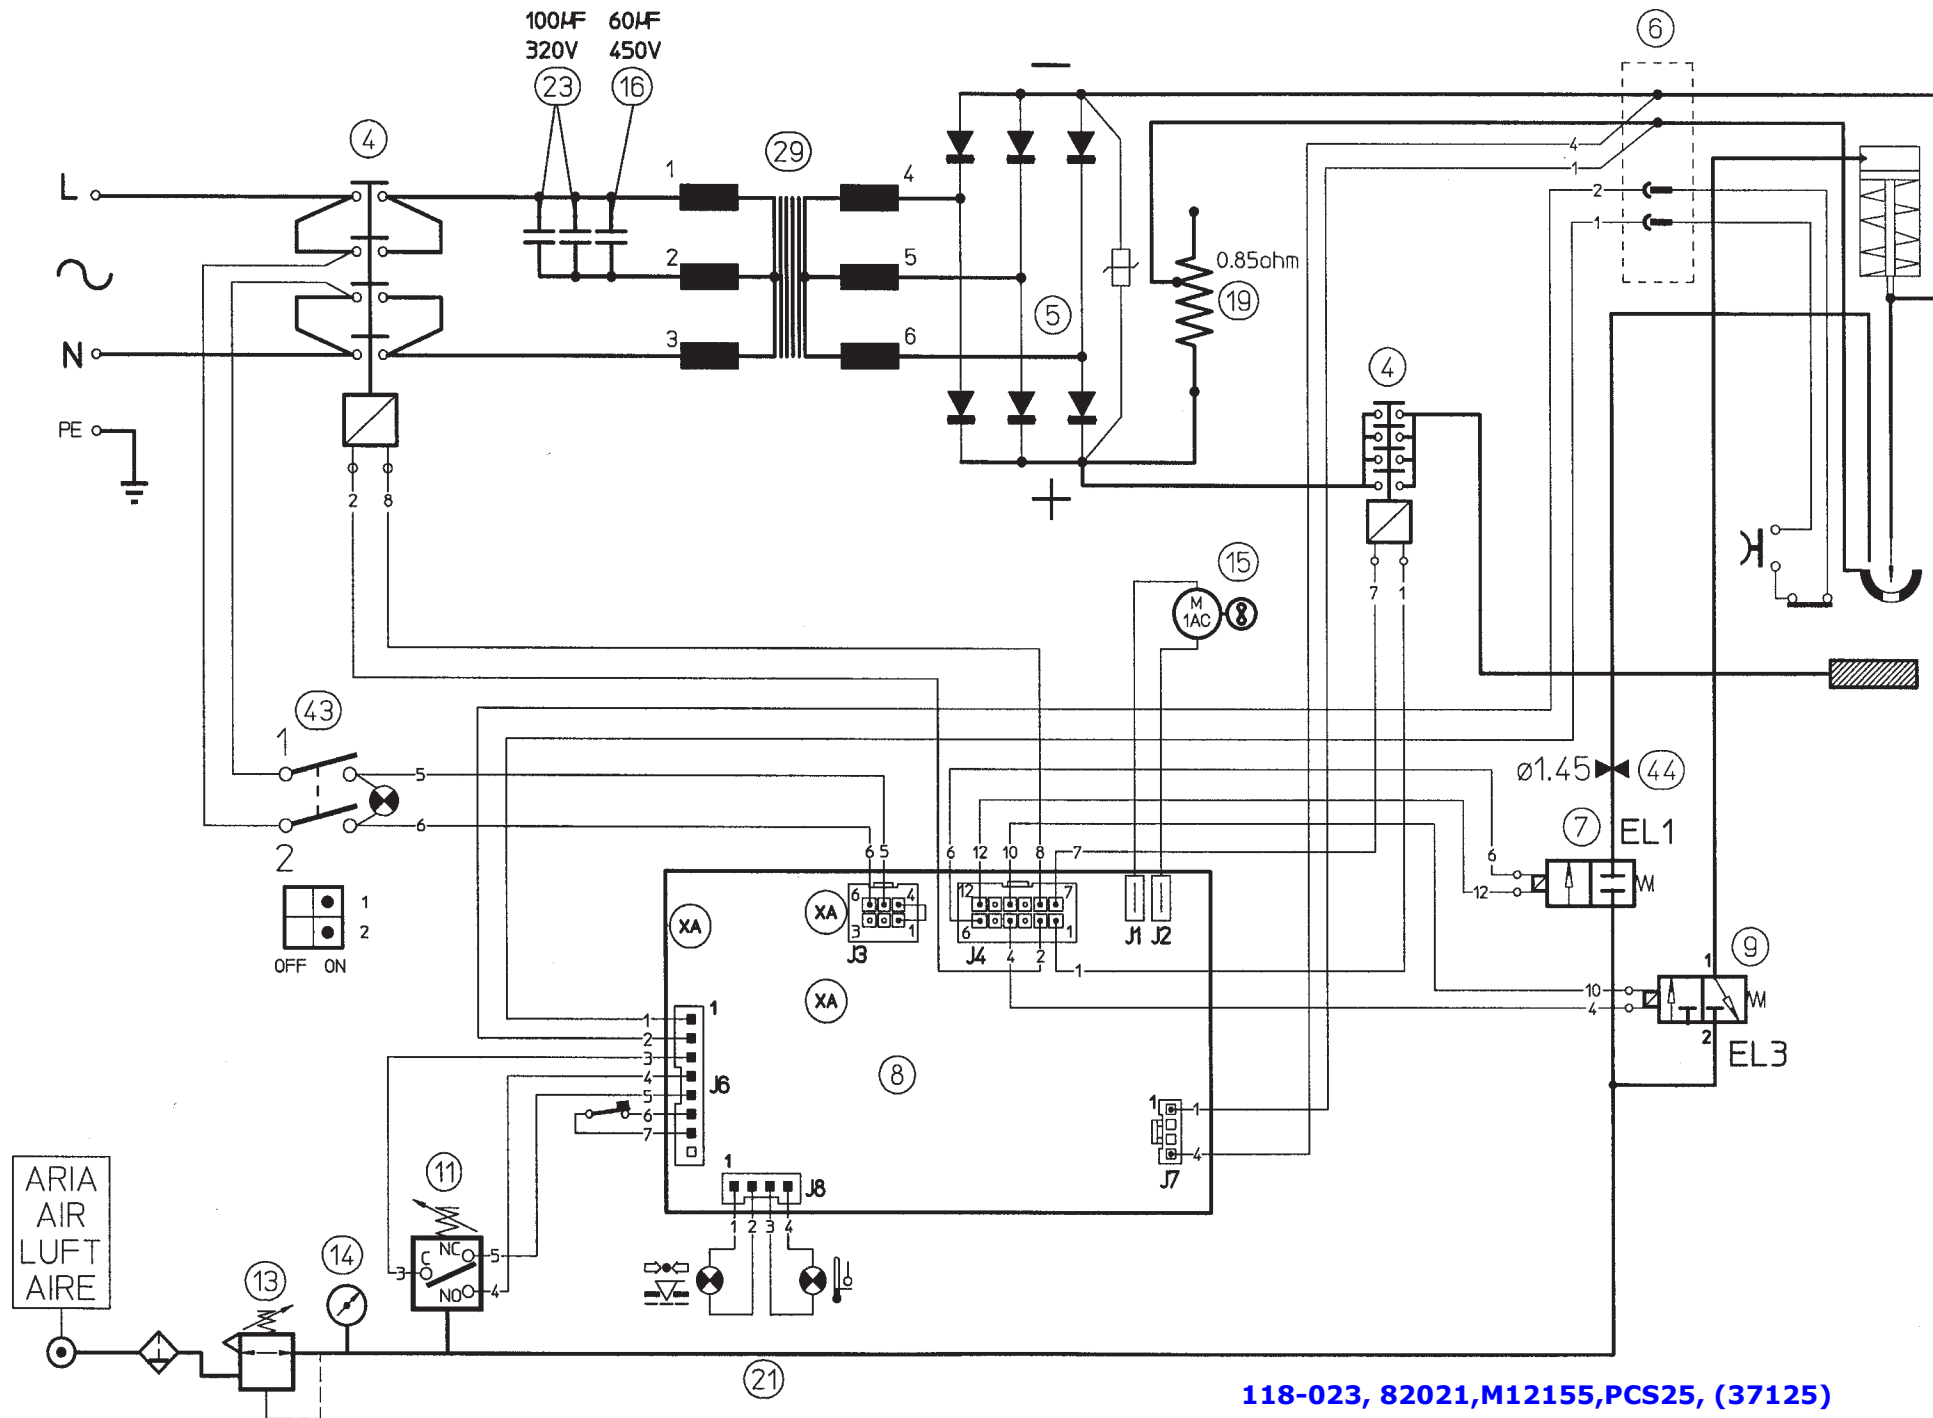 100µF 60µF
320V 450V
23 16
6
4
29
L
1 4
4
1
2
1
2 5
0.85ohm
19
5
N
3 6
4
PE
2 8
7 1
15
M
1AC
43
1
5
6
2
ø1.45 44
7 EL1
6
12
6 5
6 12 10 8 7
1
2
OFF ON
XA
XA
6 4
3 1
J3
12 7
6 1
J4
4 2
1
J1 J2
9
1
10
4
2
EL3
XA
8
1
1
2
3
4
5
6
7
J6
1
1
4
J7
1
J8
1 2 3 4
ARIA
AIR
LUFT
AIRE
11
NC
C
NO
3
5
4
14
13
21
118-023, 82021,M12155,PCS25, (37125)